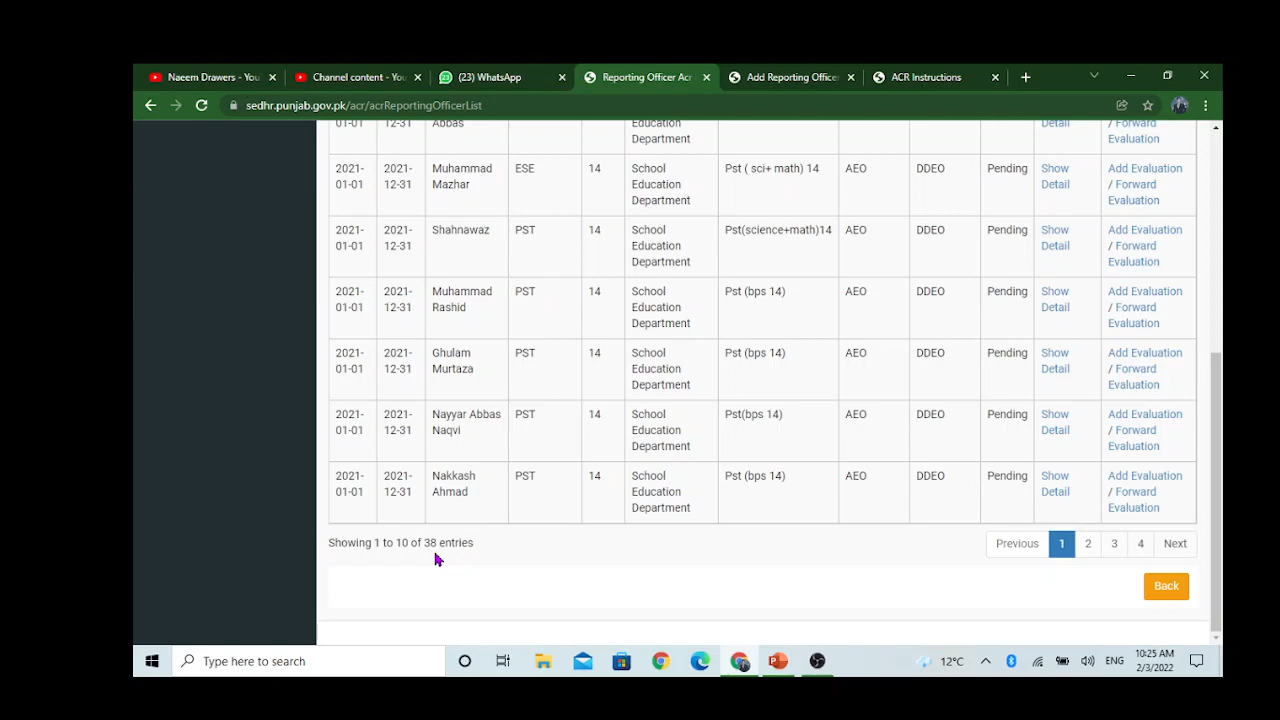 Naeem Drawers - You
Channel content - You
(23) WhatsApp
Reporting Officer Acr
Add Reporting Officer
ACR Instructions
sedhr.punjab.gov.pk/acr/acrReportingOfficerList
01-01 12-31 Abbas Education Department Detail / Forward Evaluation
2021- 2021- Muhammad ESE 14 School Pst ( sci+ math) 14 AEO DDEO Pending Show Add Evaluation
01-01 12-31 Mazhar Education Detail / Forward
Department Evaluation
2021- 2021- Shahnawaz PST 14 School Pst(science+math)14 AEO DDEO Pending Show Add Evaluation
01-01 12-31 Education Detail / Forward
Department Evaluation
2021- 2021- Muhammad PST 14 School Pst (bps 14) AEO DDEO Pending Show Add Evaluation
01-01 12-31 Rashid Education Detail / Forward
Department Evaluation
2021- 2021- Ghulam PST 14 School Pst (bps 14) AEO DDEO Pending Show Add Evaluation
01-01 12-31 Murtaza Education Detail / Forward
Department Evaluation
2021- 2021- Nayyar Abbas PST 14 School Pst(bps 14) AEO DDEO Pending Show Add Evaluation
01-01 12-31 Naqvi Education Detail / Forward
Department Evaluation
2021- 2021- Nakkash PST 14 School Pst (bps 14) AEO DDEO Pending Show Add Evaluation
01-01 12-31 Ahmad Education Detail / Forward
Department Evaluation
Showing 1 to 10 of 38 entries
Previous 1 2 3 4 Next
Back
Type here to search
12°C
ENG
10:25 AM
2/3/2022